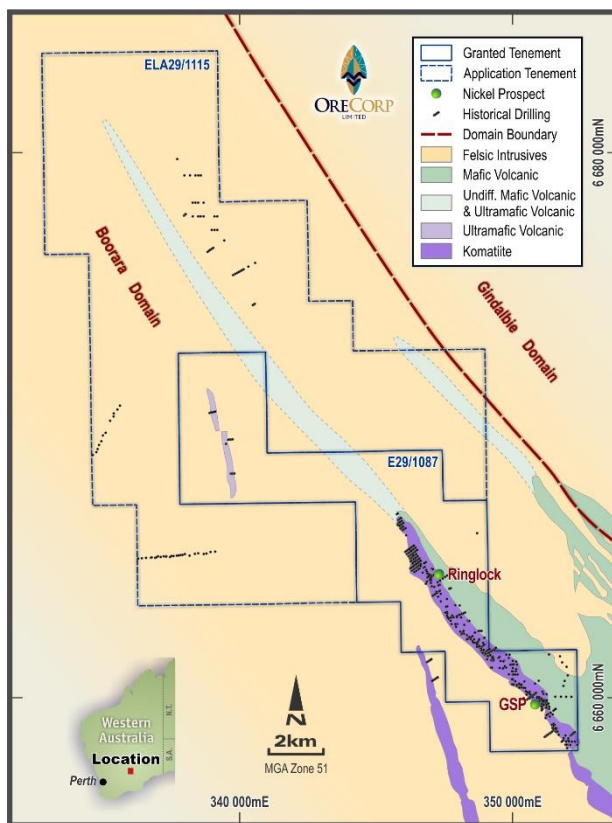 ELA29/1115
ORECORP
LIMITED
Granted Tenement
Application Tenement
Nickel Prospect
Historical Drilling
Domain Boundary
Felsic Intrusives
Mafic Volcanic
Undiff. Mafic Volcanic
& Ultramafic Volcanic
Ultramafic Volcanic
Komatiite
6 680 000mN
Boorara Domain
Gindalbie Domain
E29/1087
Ringlock
GSP
6 660 000mN
Western
Australia
Location
Perth
N.T.
S.A.
N
2km
MGA Zone 51
340 000mE
350 000mE